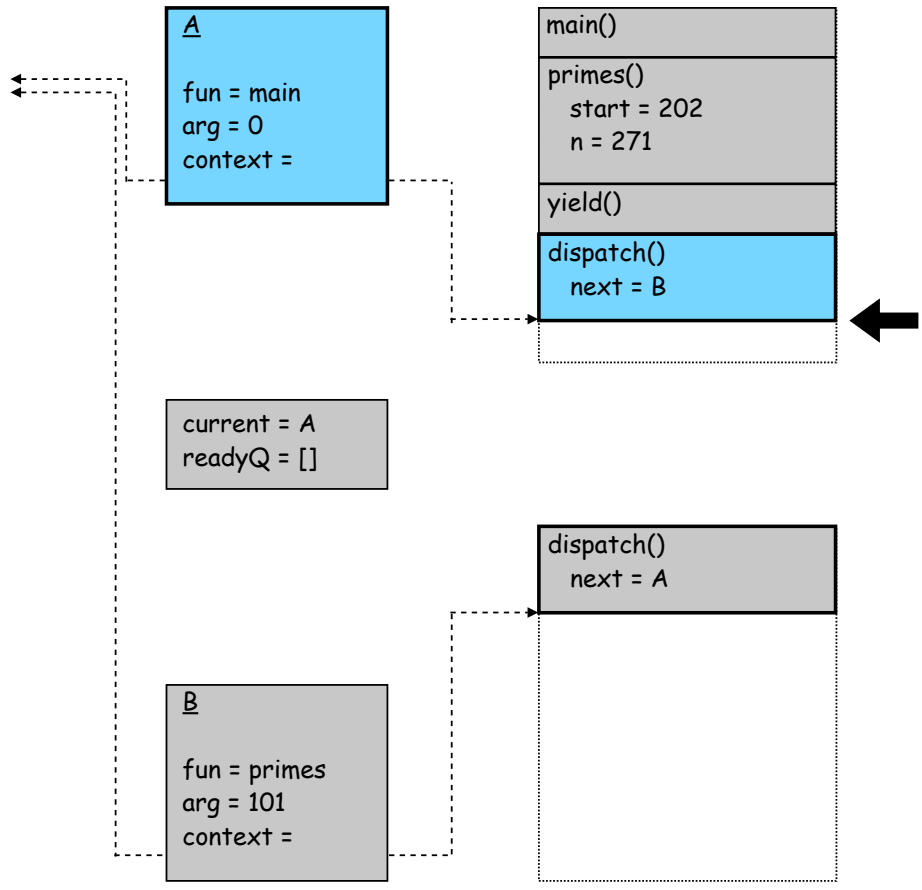 A
fun = main
arg = 0
context =
main()
primes()
start = 202
n = 271
yield()
dispatch()
next = B
current = A
readyQ = []
dispatch()
next = A
B
fun = primes
arg = 101
context =